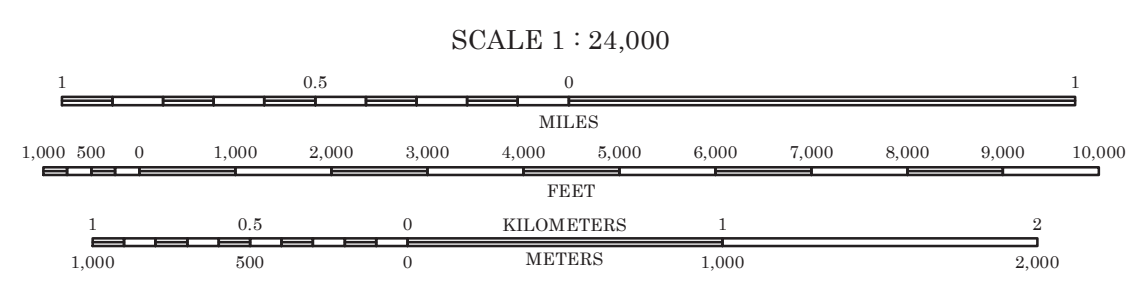 SCALE 1 : 24,000
1 0.5 0 1
MILES
1,000 500 0 1,000 2,000 3,000 4,000 5,000 6,000 7,000 8,000 9,000 10,000
FEET
1 0.5 0 KILOMETERS 1 2
1,000 500 0 METERS 1,000 2,000